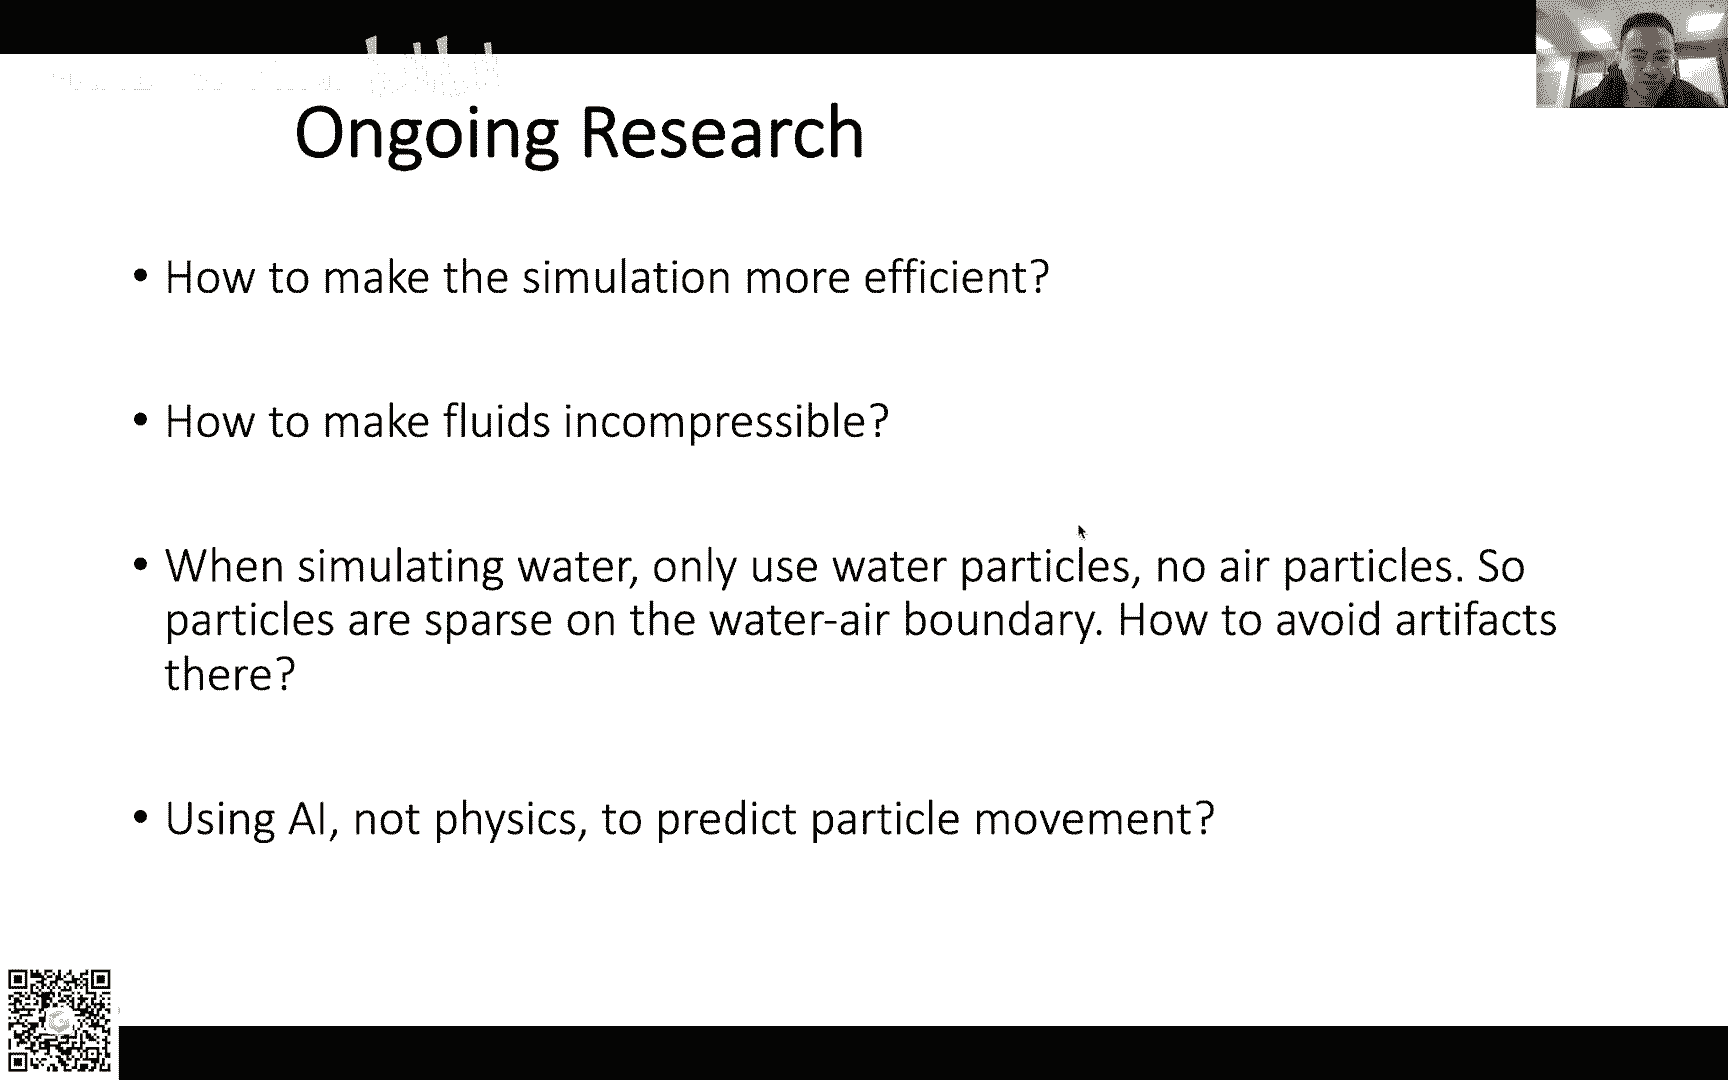 Ongoing Research
• How to make the simulation more efficient?
• How to make fluids incompressible?
• When simulating water, only use water particles, no air particles. So
particles are sparse on the water-air boundary. How to avoid artifacts
there?
• Using AI, not physics, to predict particle movement?